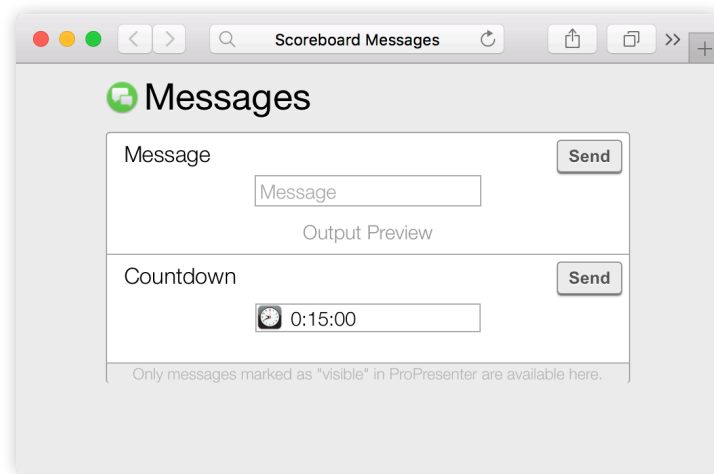 Scoreboard Messages
Messages
Message
Send
Message
Output Preview
Countdown
Send
0:15:00
Only messages marked as "visible" in ProPresenter are available here.